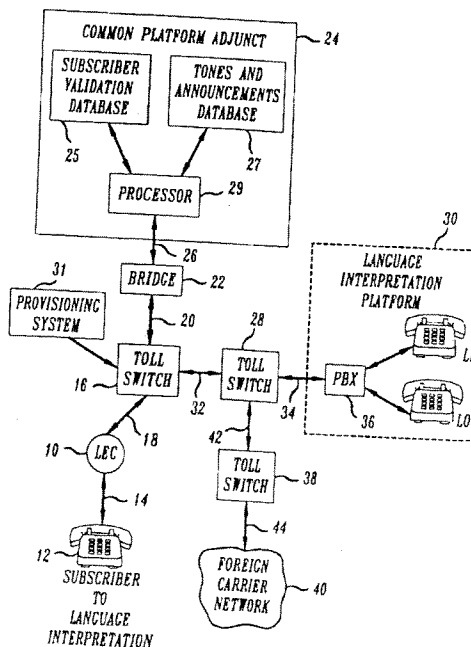 COMMON PLATFORM ADJUNCT
24
SUBSCRIBER
VALIDATION
DATABASE
TONES AND
ANNOUNCEMENTS
DATABASE
25
27
PROCESSOR
29
26
30
31
BRIDGE
22
LANGUAGE
INTERPRETATION
PLATFORM
PROVISIONING
SYSTEM
20
28
TOLL
SWITCH
16
32
TOLL
SWITCH
34
PBX
36
18
42
10
LEC
TOLL
SWITCH
38
14
44
12
SUBSCRIBER
TO
LANGUAGE
INTERPRETATION
FOREIGN
CARRIER
NETWORK
40